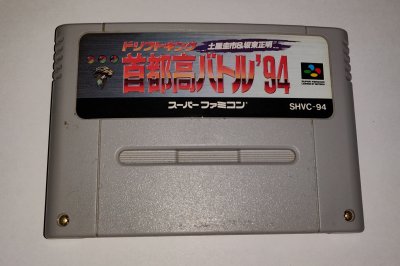 ドリフト・キング 土屋圭市&坂東正明
首都高バトル'94
スーパーファミコン SHVC-94